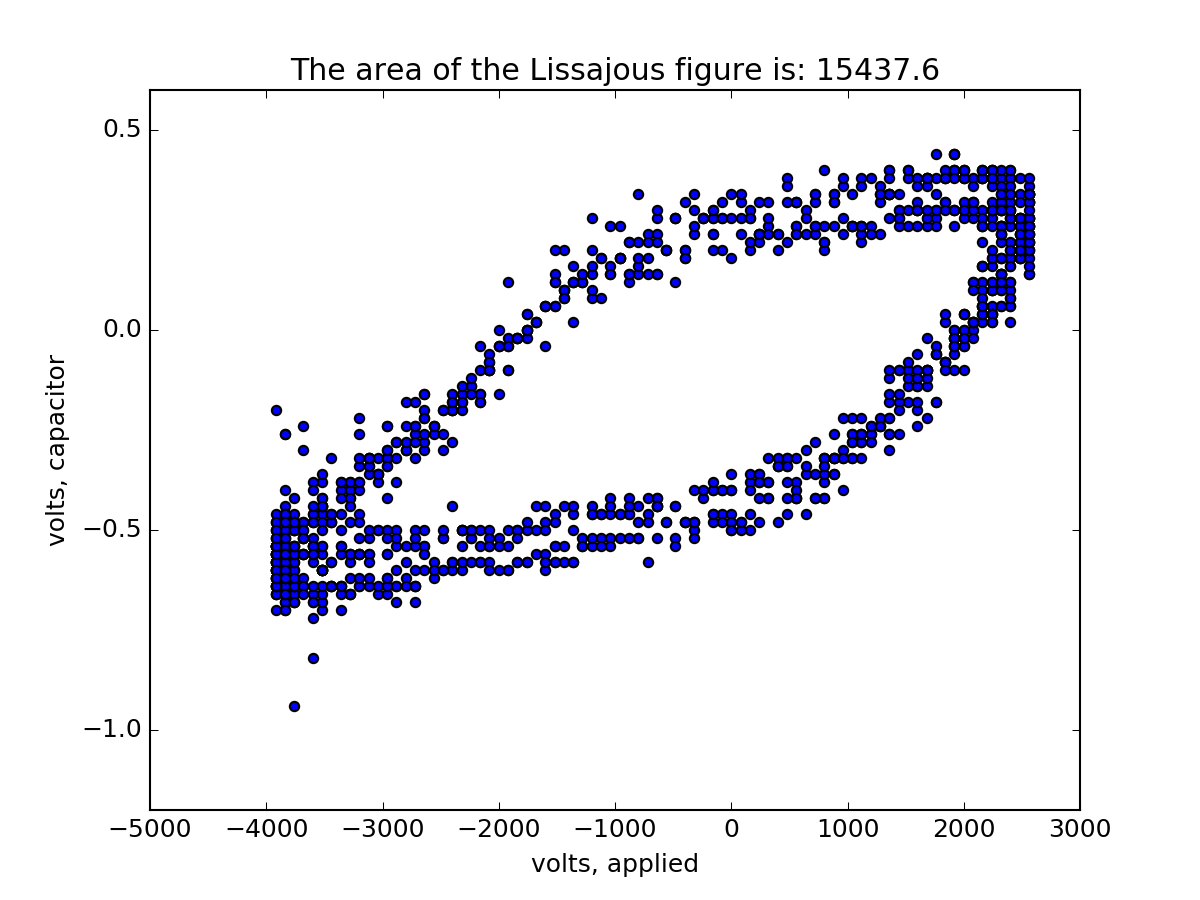 The area of the Lissajous figure is: 15437.6
0.5
0.0
−0.5
−1.0
volts, capacitor
−5000 −4000 −3000 −2000 −1000 0 1000 2000 3000
volts, applied